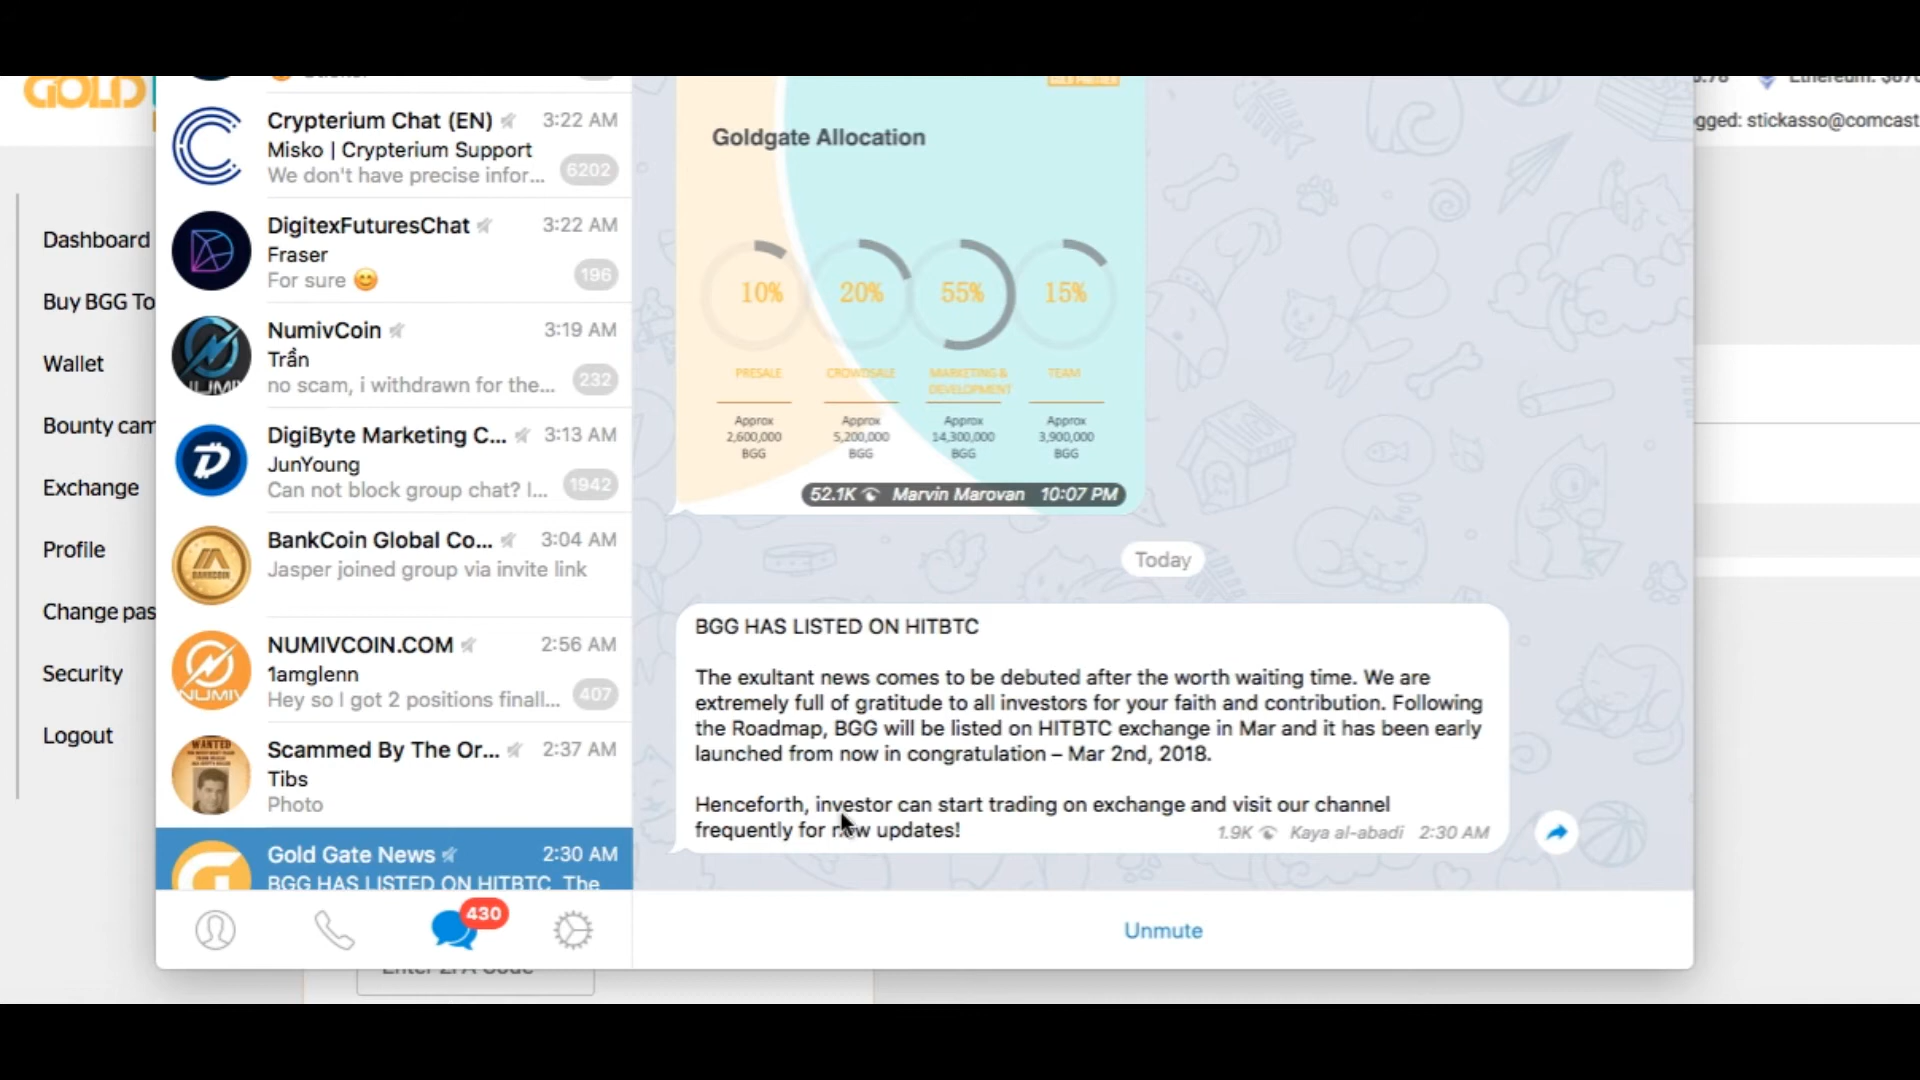 GOLD
Ethereum:
gged: stickasso@comcast
Dashboard
Buy BGG To
Wallet
Bounty cam
Exchange
Profile
Change pas
Security
Logout
Crypterium Chat (EN) 3:22 AM
Misko | Crypterium Support
We don't have precise infor... 6202
DigitexFuturesChat 3:22 AM
Fraser
For sure 😊 196
NumivCoin 3:19 AM
Trần
no scam, i withdrawn for the... 232
DigiByte Marketing C... 3:13 AM
JunYoung
Can not block group chat? I... 1942
BankCoin Global Co... 3:04 AM
Jasper joined group via invite link
BANKCOIN
NUMIVCOIN.COM 2:56 AM
1amglenn
Hey so I got 2 positions finall... 407
NUMIV
Scammed By The Or... 2:37 AM
Tibs
Photo
WANTED
Gold Gate News 2:30 AM
BGG HAS LISTED ON HITBTC The
430
Goldgate Allocation
10% 20% 55% 15%
PRESALE CROWDSALE MARKETING & DEVELOPMENT TEAM
Approx Approx Approx Approx
2,600,000 5,200,000 14,300,000 3,900,000
BGG BGG BGG BGG
52.1K Marvin Marovan 10:07 PM
Today
BGG HAS LISTED ON HITBTC
The exultant news comes to be debuted after the worth waiting time. We are
extremely full of gratitude to all investors for your faith and contribution. Following
the Roadmap, BGG will be listed on HITBTC exchange in Mar and it has been early
launched from now in congratulation – Mar 2nd, 2018.
Henceforth, investor can start trading on exchange and visit our channel
frequently for new updates! 1.9K Kaya al-abadi 2:30 AM
Unmute